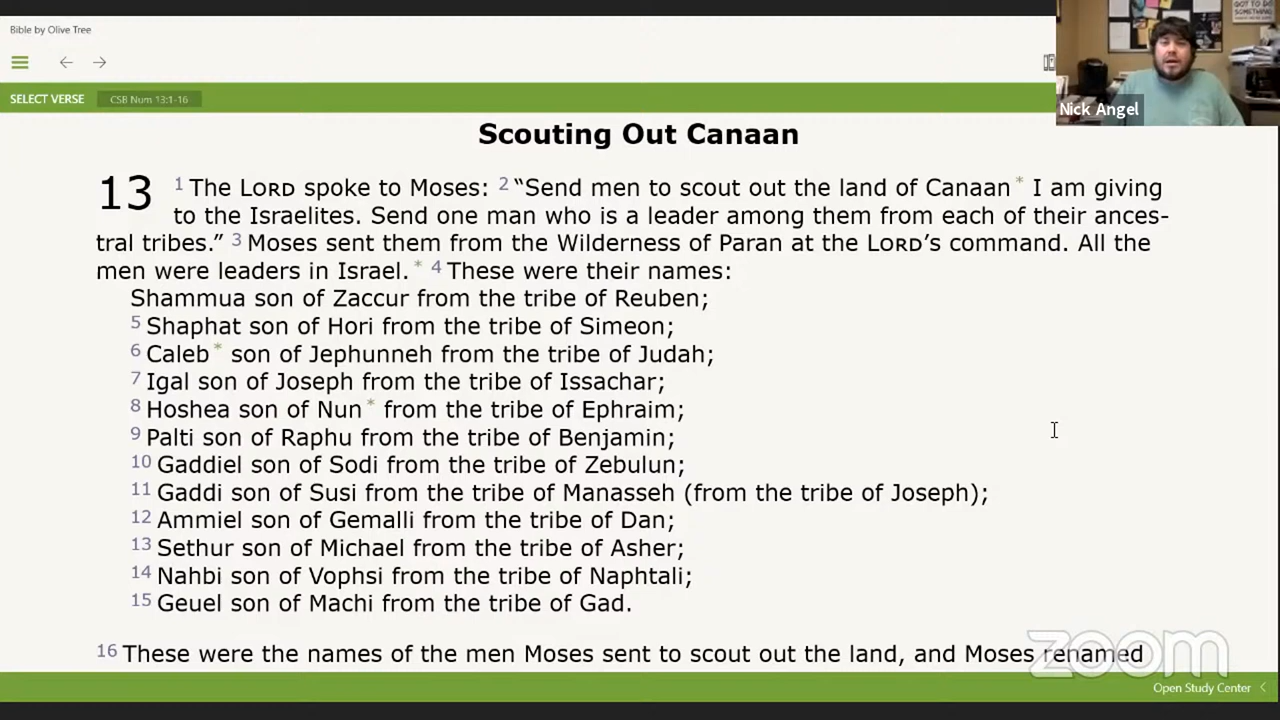 Bible by Olive Tree
SELECT VERSE
CSB Num 13:1-16
GOT TO DO
SOMETHING
Nick Angel
Scouting Out Canaan
13 1 The LORD spoke to Moses: 2 “Send men to scout out the land of Canaan* I am giving
to the Israelites. Send one man who is a leader among them from each of their ances-
tral tribes.” 3 Moses sent them from the Wilderness of Paran at the LORD’s command. All the
men were leaders in Israel.* 4 These were their names:
Shammua son of Zaccur from the tribe of Reuben;
5 Shaphat son of Hori from the tribe of Simeon;
6 Caleb* son of Jephunneh from the tribe of Judah;
7 Igal son of Joseph from the tribe of Issachar;
8 Hoshea son of Nun* from the tribe of Ephraim;
9 Palti son of Raphu from the tribe of Benjamin;
10 Gaddiel son of Sodi from the tribe of Zebulun;
11 Gaddi son of Susi from the tribe of Manasseh (from the tribe of Joseph);
12 Ammiel son of Gemalli from the tribe of Dan;
13 Sethur son of Michael from the tribe of Asher;
14 Nahbi son of Vophsi from the tribe of Naphtali;
15 Geuel son of Machi from the tribe of Gad.
16 These were the names of the men Moses sent to scout out the land, and Moses renamed
zoom
Open Study Center